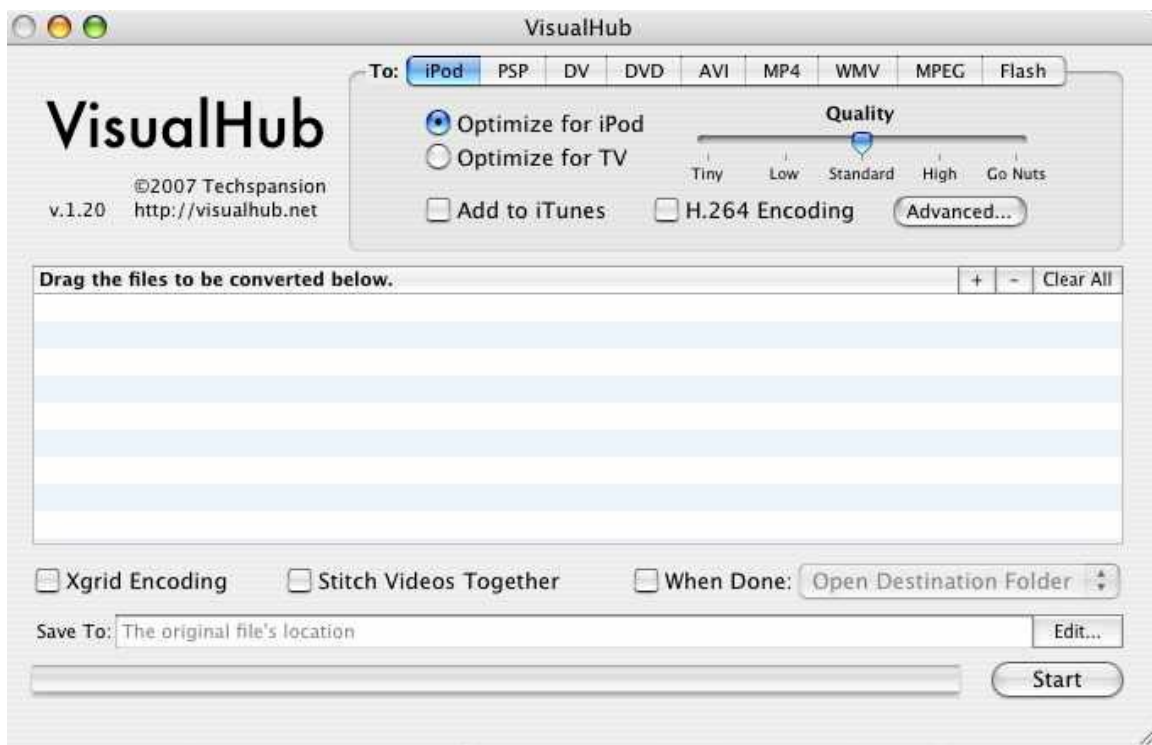 VisualHub
To: iPod PSP DV DVD AVI MP4 WMV MPEG Flash
VisualHub
©2007 Techspansion
v.1.20 http://visualhub.net
Optimize for iPod
Optimize for TV
Quality
Tiny Low Standard High Go Nuts
Add to iTunes H.264 Encoding Advanced...
Drag the files to be converted below. + - Clear All
Xgrid Encoding Stitch Videos Together When Done: Open Destination Folder
Save To: The original file's location Edit...
Start